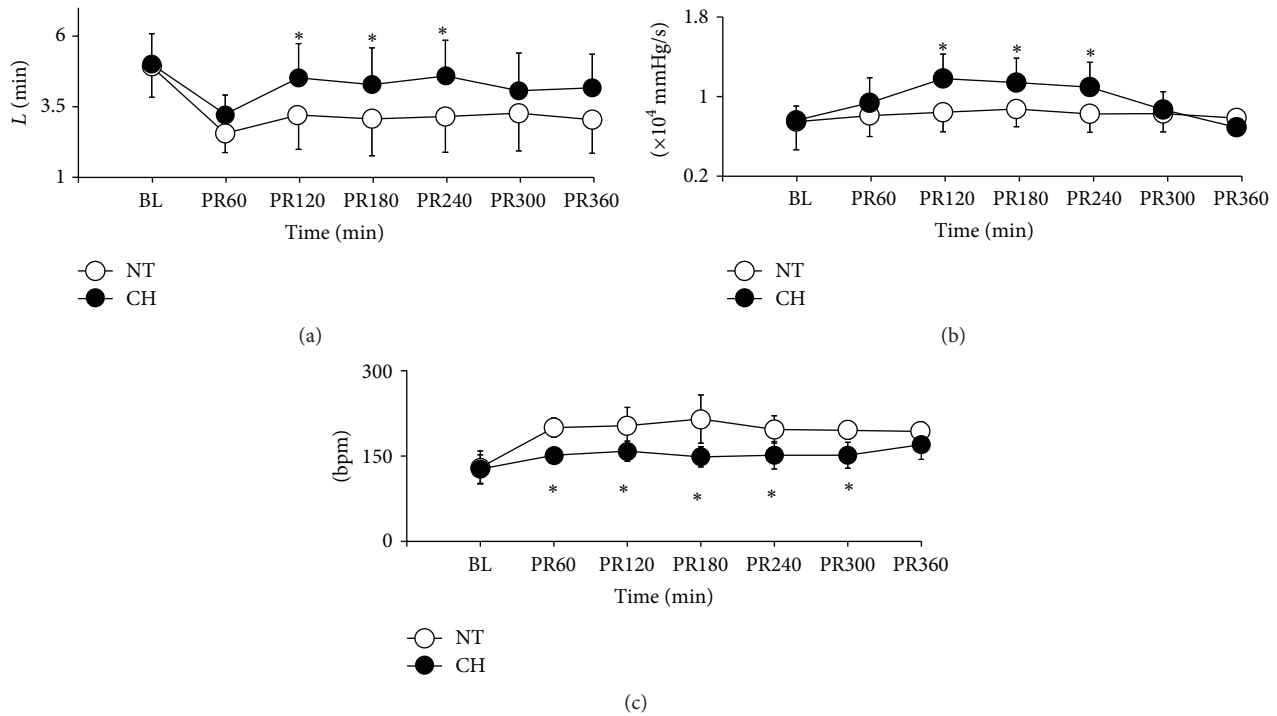 L (min)
6
3.5
1
* * *
BL PR60 PR120 PR180 PR240 PR300 PR360
Time (min)
NT
CH
(a)
(×10⁴ mmHg/s)
1.8
1
0.2
* * *
BL PR60 PR120 PR180 PR240 PR300 PR360
Time (min)
NT
CH
(b)
(bpm)
300
150
0
* * * * *
BL PR60 PR120 PR180 PR240 PR300 PR360
Time (min)
NT
CH
(c)